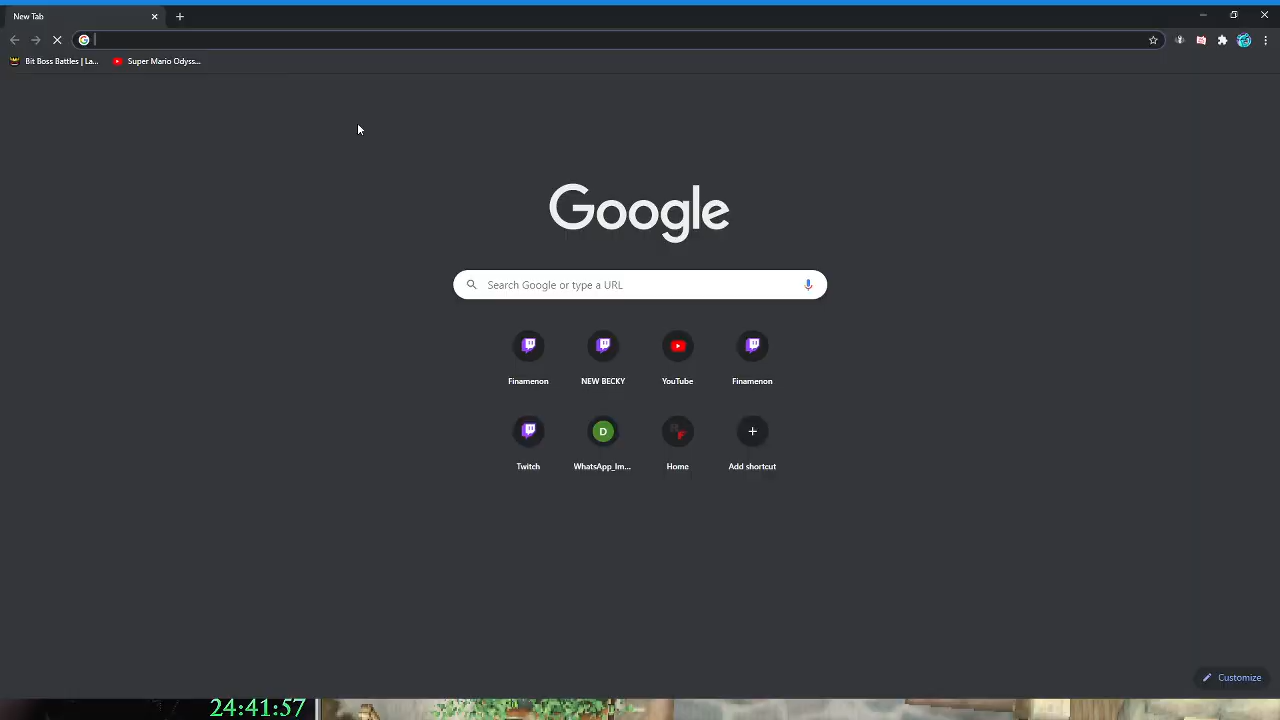 New Tab
Bit Boss Battles | La...
Super Mario Odyss...
Google
Search Google or type a URL
Finamenon
NEW BECKY
YouTube
Finamenon
Twitch
D
WhatsApp_Im...
Home
Add shortcut
Customize
24:41:57